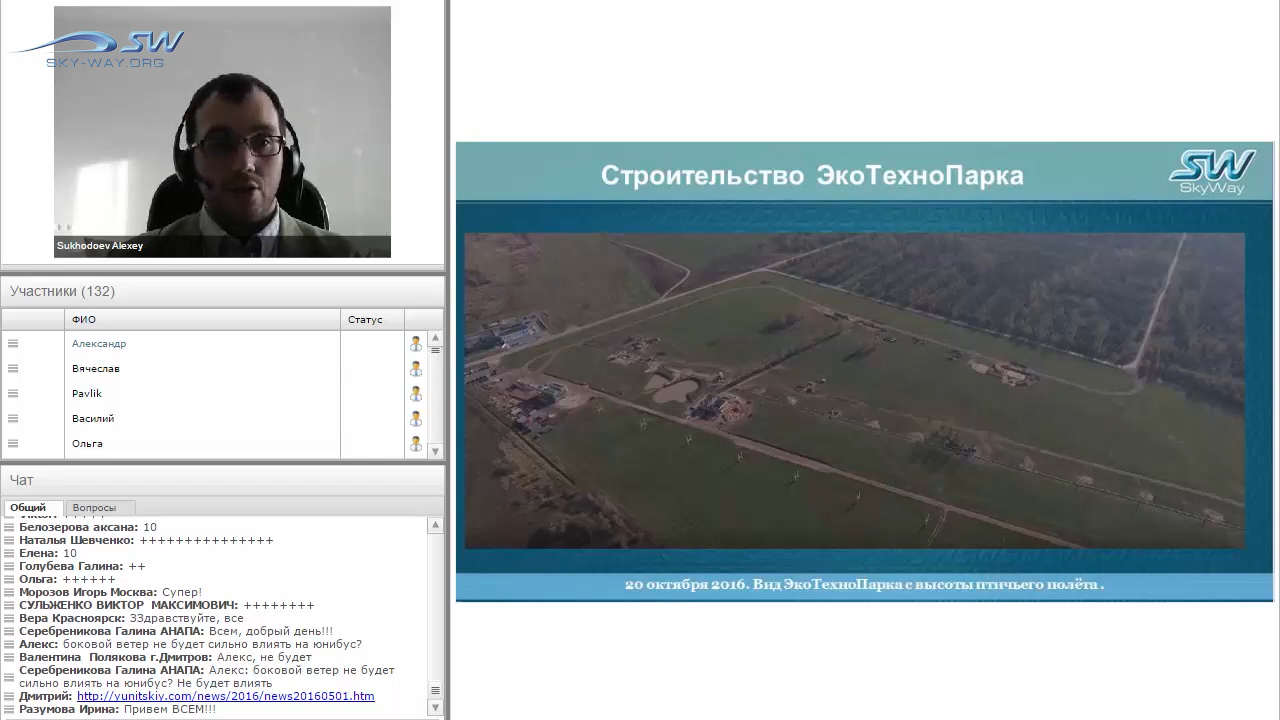 SW
SKY-WAY.ORG
Sukhodoev Alexey
Участники (132)
ФИО
Статус
Александр
Вячеслав
Pavlik
Василий
Ольга
Чат
Общий
Вопросы
Белозерова аксана: 10
Наталья Шевченко: +++++++++++++++
Елена: 10
Голубева Галина: ++
Ольга: ++++++
Морозов Игорь Москва: Супер!
СУЛЬЖЕНКО ВИКТОР МАКСИМОВИЧ: ++++++++
Вера Красноярск: ЗЗдравствуйте, все
Серебреникова Галина АНАПА: Всем, добрый день!!!
Алекс: боковой ветер не будет сильно влиять на юнибус?
Валентина Полякова г.Дмитров: Алекс, не будет
Серебреникова Галина АНАПА: Алекс: боковой ветер не будет
сильно влиять на юнибус? Не будет влиять
Дмитрий: http://yunitskiy.com/news/2016/news20160501.htm
Разумова Ирина: Привем ВСЕМ!!!
Строительство ЭкоТехноПарка
SW
SkyWay
20 октября 2016. Вид ЭкоТехноПарка с высоты птичьего полёта .